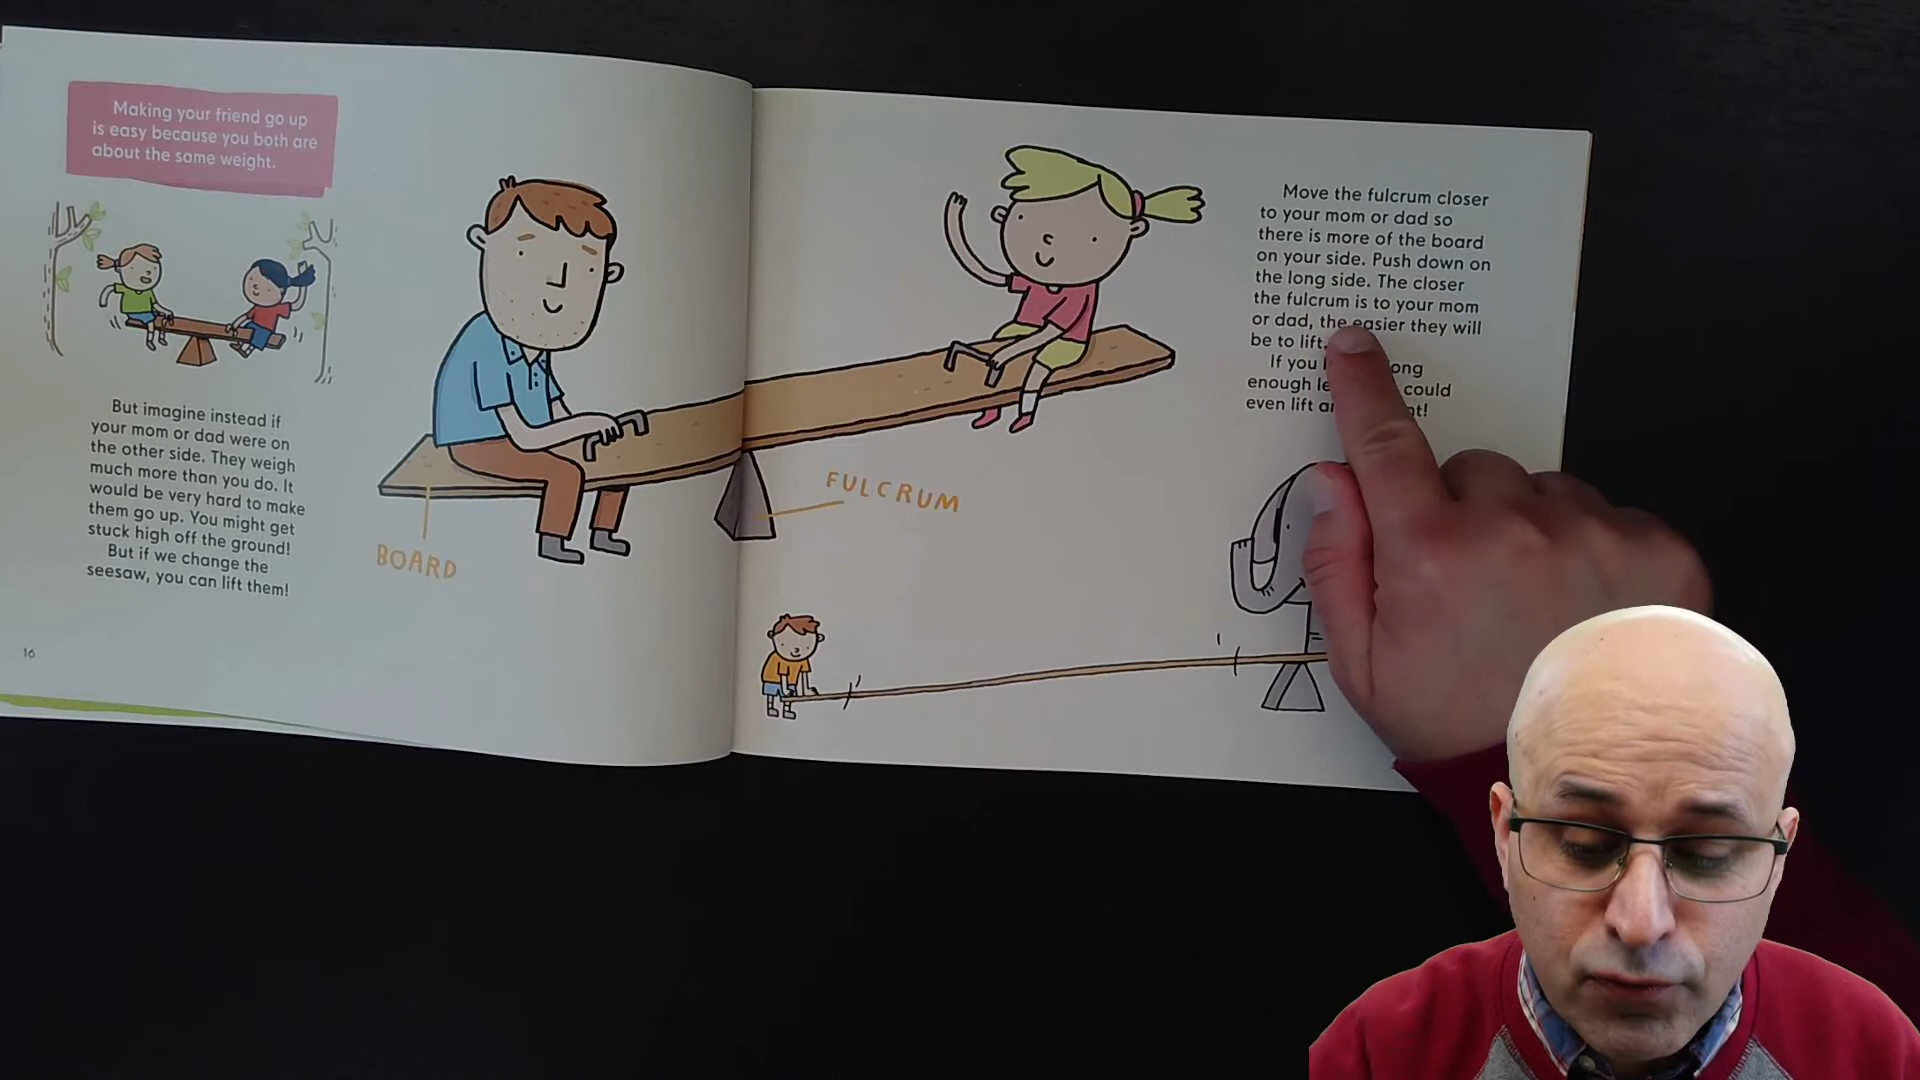 Making your friend go up
is easy because you both are
about the same weight.
But imagine instead if
your mom or dad were on
the other side. They weigh
much more than you do. It
would be very hard to make
them go up. You might get
stuck high off the ground!
But if we change the
seesaw, you can lift them!
16
BOARD
FULCRUM
Move the fulcrum closer
to your mom or dad so
there is more of the board
on your side. Push down on
the long side. The closer
the fulcrum is to your mom
or dad, the easier they will
be to lift.
If you
enough could
even lift